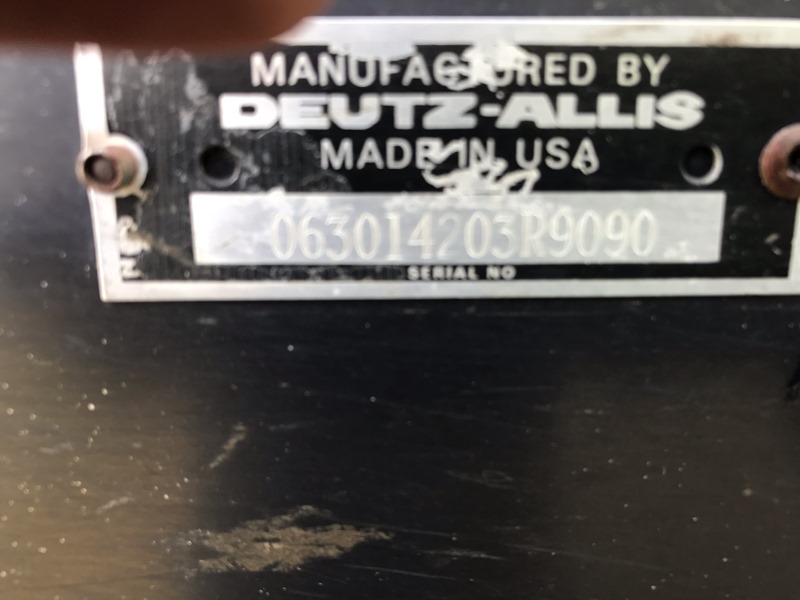 MANUFACTURED BY
DEUTZ-ALLIS
MADE IN USA
063014203R9090
SERIAL NO